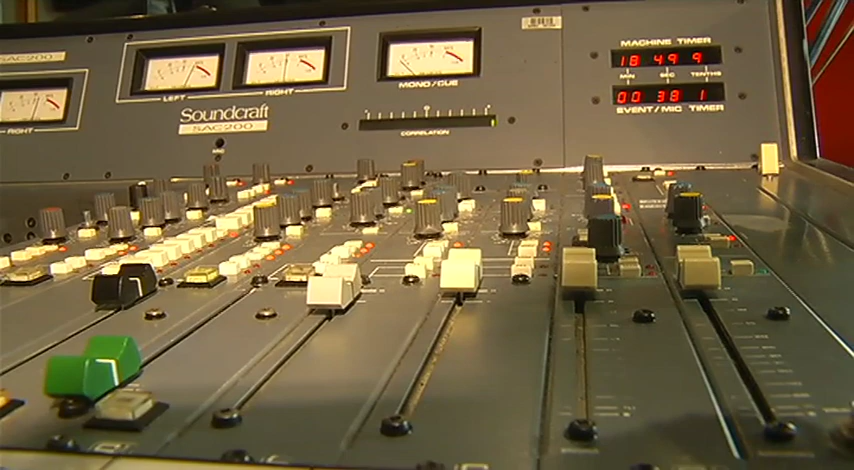 SAC200
RIGHT
LEFT
RIGHT
MONO/CUE
Soundcraft
SAC200
CORRELATION
MACHINE TIMER
18 49 9
MIN SEC TENTHS
00 38 1
EVENT/MIC TIMER